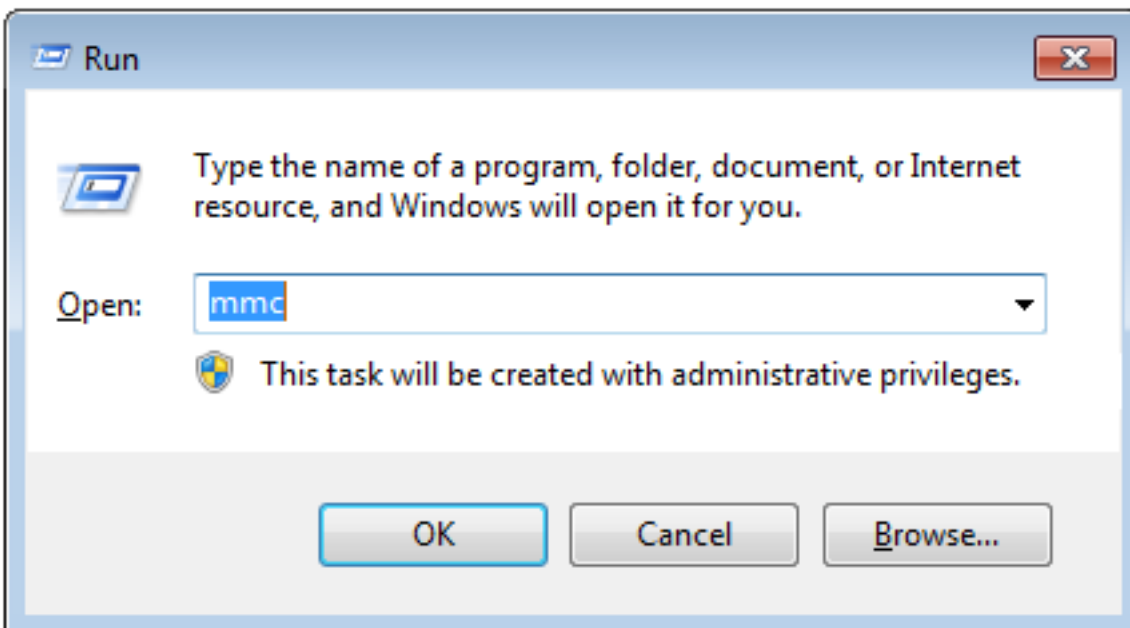 Run
Type the name of a program, folder, document, or Internet
resource, and Windows will open it for you.
Open: mmc
This task will be created with administrative privileges.
OK Cancel Browse...